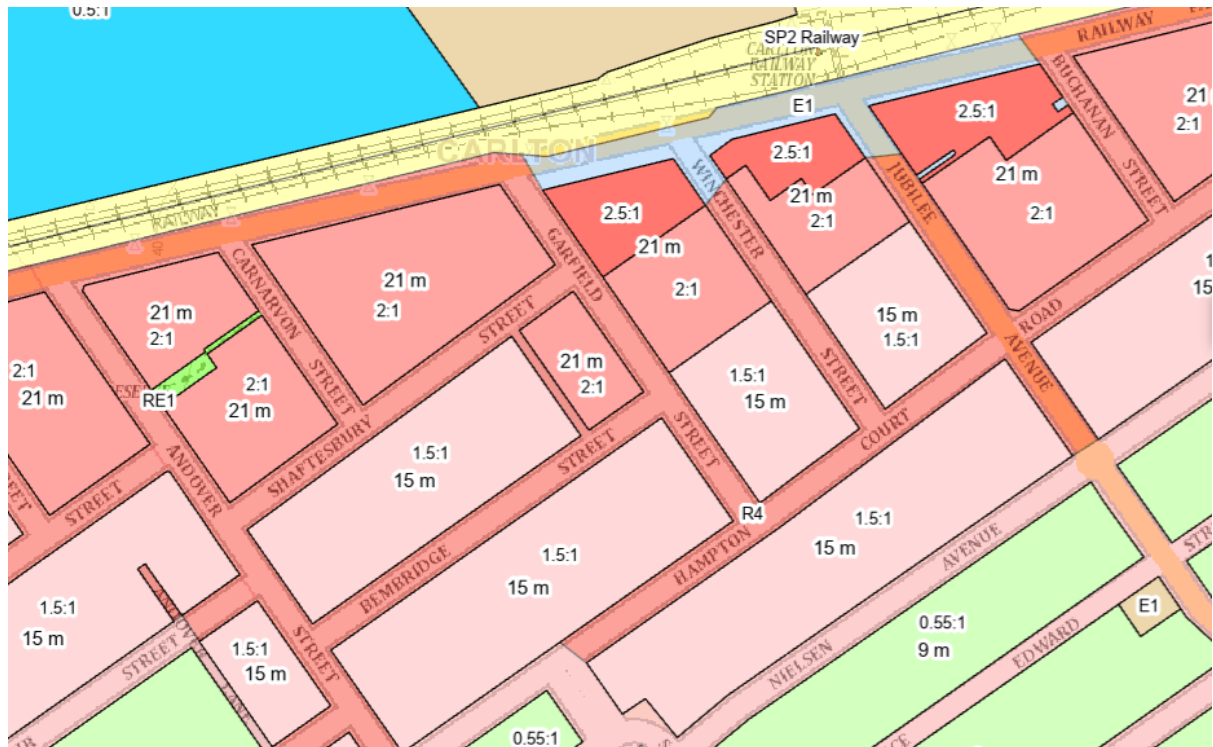 0.5:1
SP2 Railway
CARLTON
RAILWAY
STATION
RAILWAY
E1
2.5:1
BUCHANAN
STREET
21
2:1
CARLTON
2.5:1
21 m
2:1
WINCHESTER
STREET
JUBILEE
AVENUE
21 m
2:1
RAILWAY
40
2.5:1
21 m
2:1
GARFIELD
STREET
CARNARVON
STREET
21 m
2:1
21 m
2:1
STREET
15 m
1.5:1
ROAD
15
2:1
21 m
RE1
2:1
21 m
21 m
2:1
1.5:1
15 m
SHAFTESBURY
COURT
ANDOVER
STREET
STREET
STREET
1.5:1
15 m
R4
1.5:1
15 m
HAMPTON
AVENUE
1.5:1
15 m
BEMBRIDGE
1.5:1
15 m
ANDOVER
LANE
STREET
E1
0.55:1
9 m
EDWARD
NIELSEN
1.5:1
15 m
STREET
0.55:1